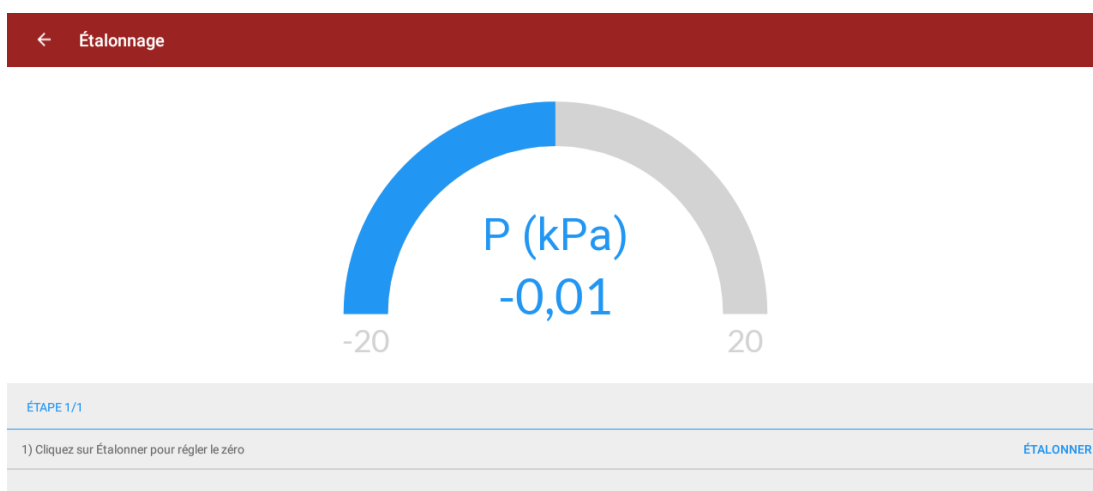 Étalonnage
P (kPa)
-0,01
-20 20
ÉTAPE 1/1
1) Cliquez sur Étalonner pour régler le zéro ÉTALONNER